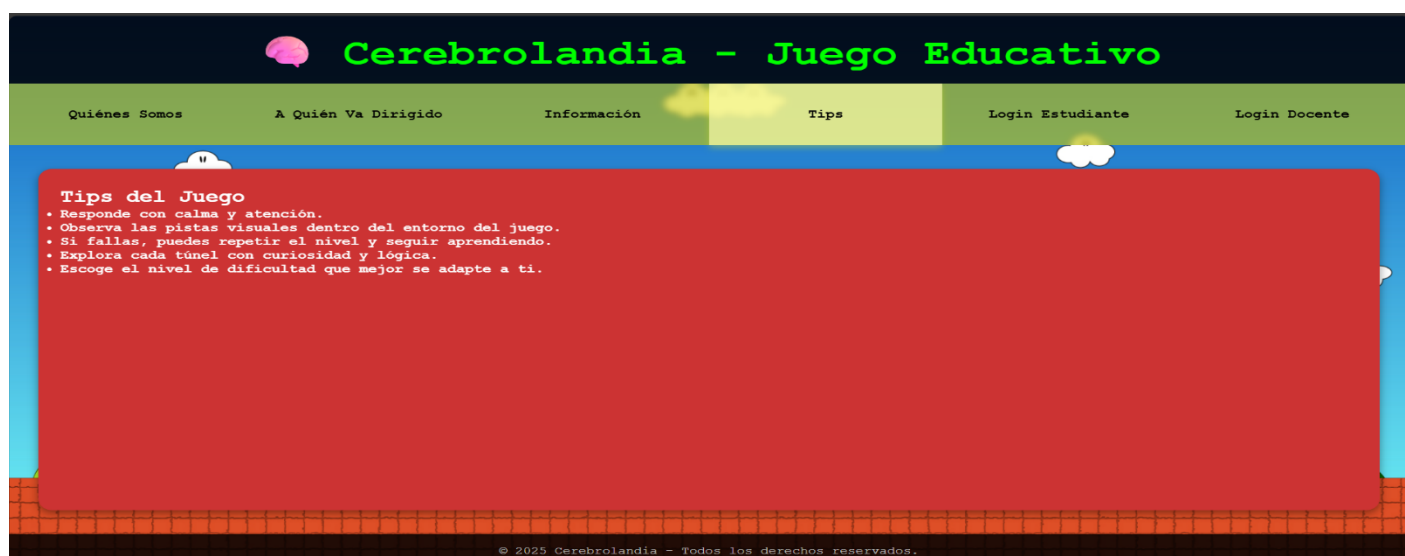 Cerebrolandia - Juego Educativo
Quiénes Somos
A Quién Va Dirigido
Información
Tips
Login Estudiante
Login Docente
Tips del Juego
• Responde con calma y atención.
• Observa las pistas visuales dentro del entorno del juego.
• Si fallas, puedes repetir el nivel y seguir aprendiendo.
• Explora cada túnel con curiosidad y lógica.
• Escoge el nivel de dificultad que mejor se adapte a ti.
© 2025 Cerebrolandia - Todos los derechos reservados.